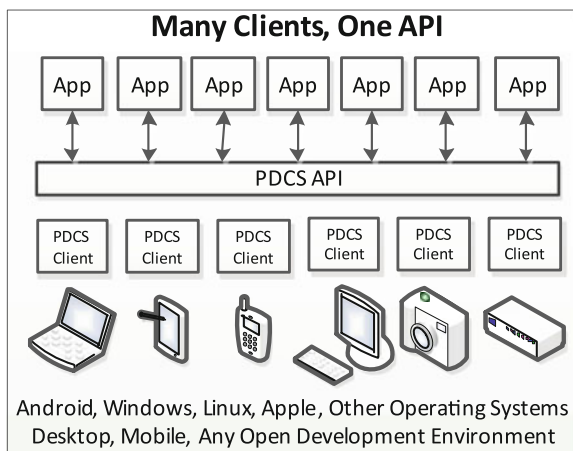 Many Clients, One API
App App App App App App App
PDCS API
PDCS PDCS PDCS PDCS PDCS PDCS
Client Client Client Client Client Client
Android, Windows, Linux, Apple, Other Operating Systems
Desktop, Mobile, Any Open Development Environment